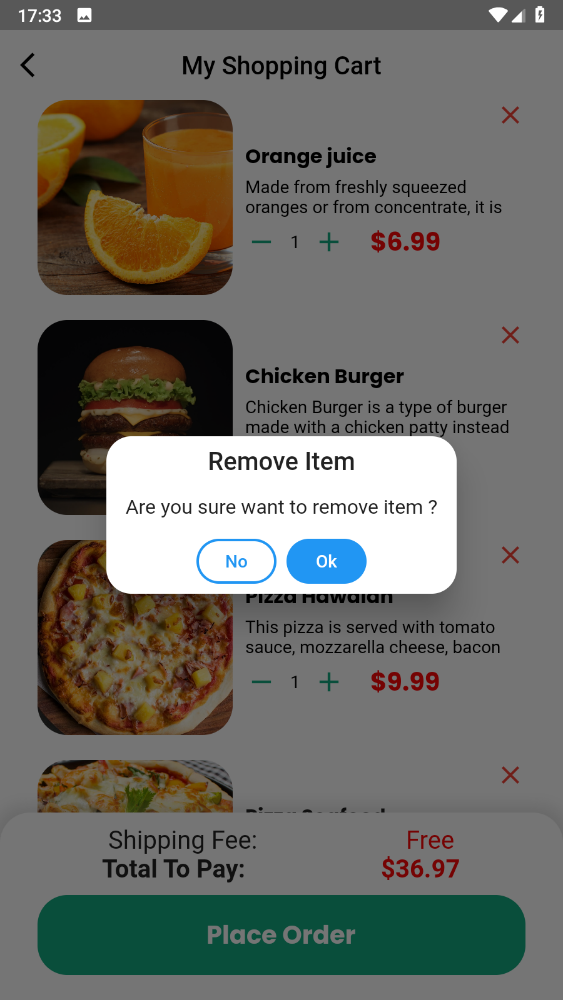 17:33
My Shopping Cart
Orange juice
Made from freshly squeezed
oranges or from concentrate, it is
1
$6.99
Chicken Burger
Chicken Burger is a type of burger
made with a chicken patty instead
Remove Item
Are you sure want to remove item ?
No
Ok
Pizza Hawaian
This pizza is served with tomato
sauce, mozzarella cheese, bacon
1
$9.99
Pizza Seafood
Shipping Fee:
Free
Total To Pay:
$36.97
Place Order